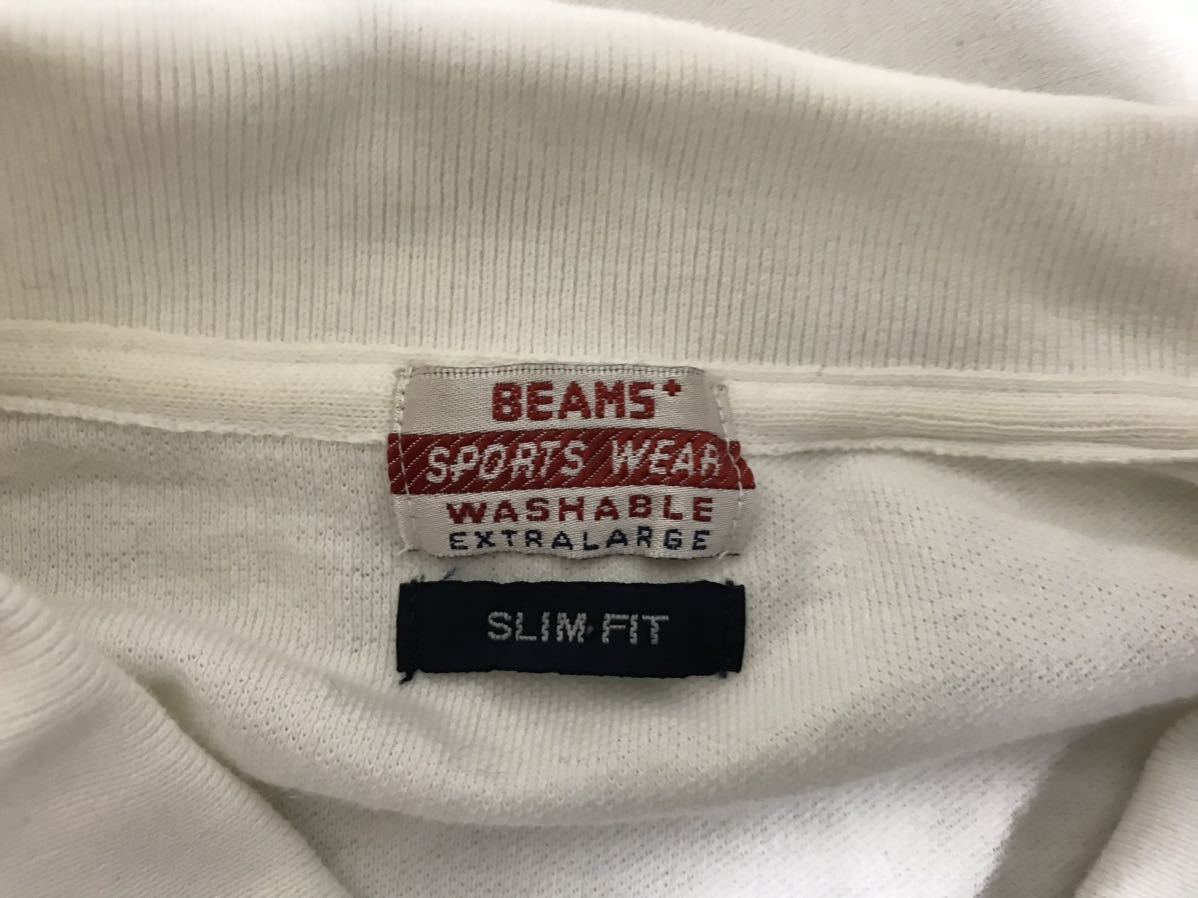 BEAMS+
SPORTS WEAR
WASHABLE
EXTRALARGE
SLIM FIT